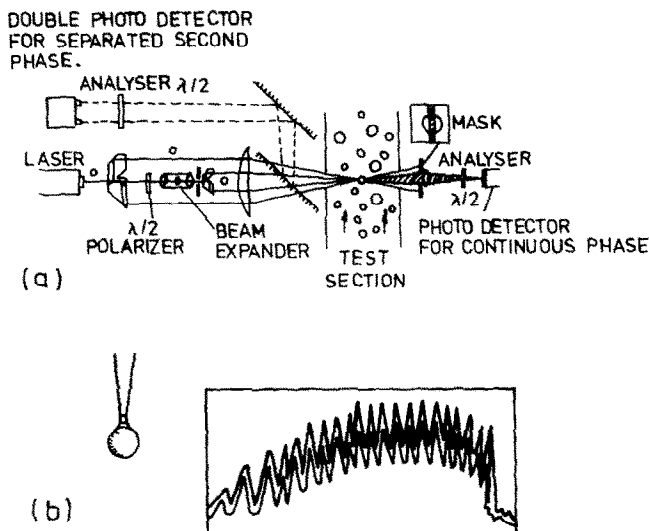 DOUBLE PHOTO DETECTOR
FOR SEPARATED SECOND
PHASE.
ANALYSER λ/2
LASER
MASK
ANALYSER
λ/2
λ/2
POLARIZER
BEAM
EXPANDER
PHOTO DETECTOR
FOR CONTINUOUS PHASE
TEST
SECTION
(a)
(b)